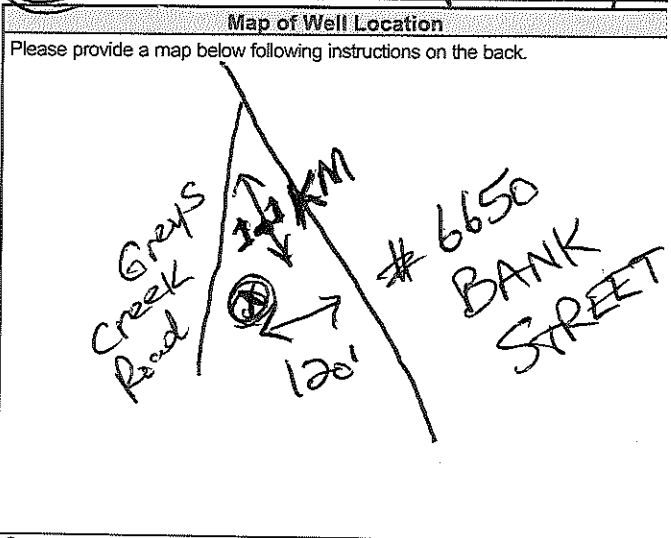 Map of Well Location
Please provide a map below following instructions on the back.
Greys
Creek
Road
KM
120'
# 6650
BANK
STREET